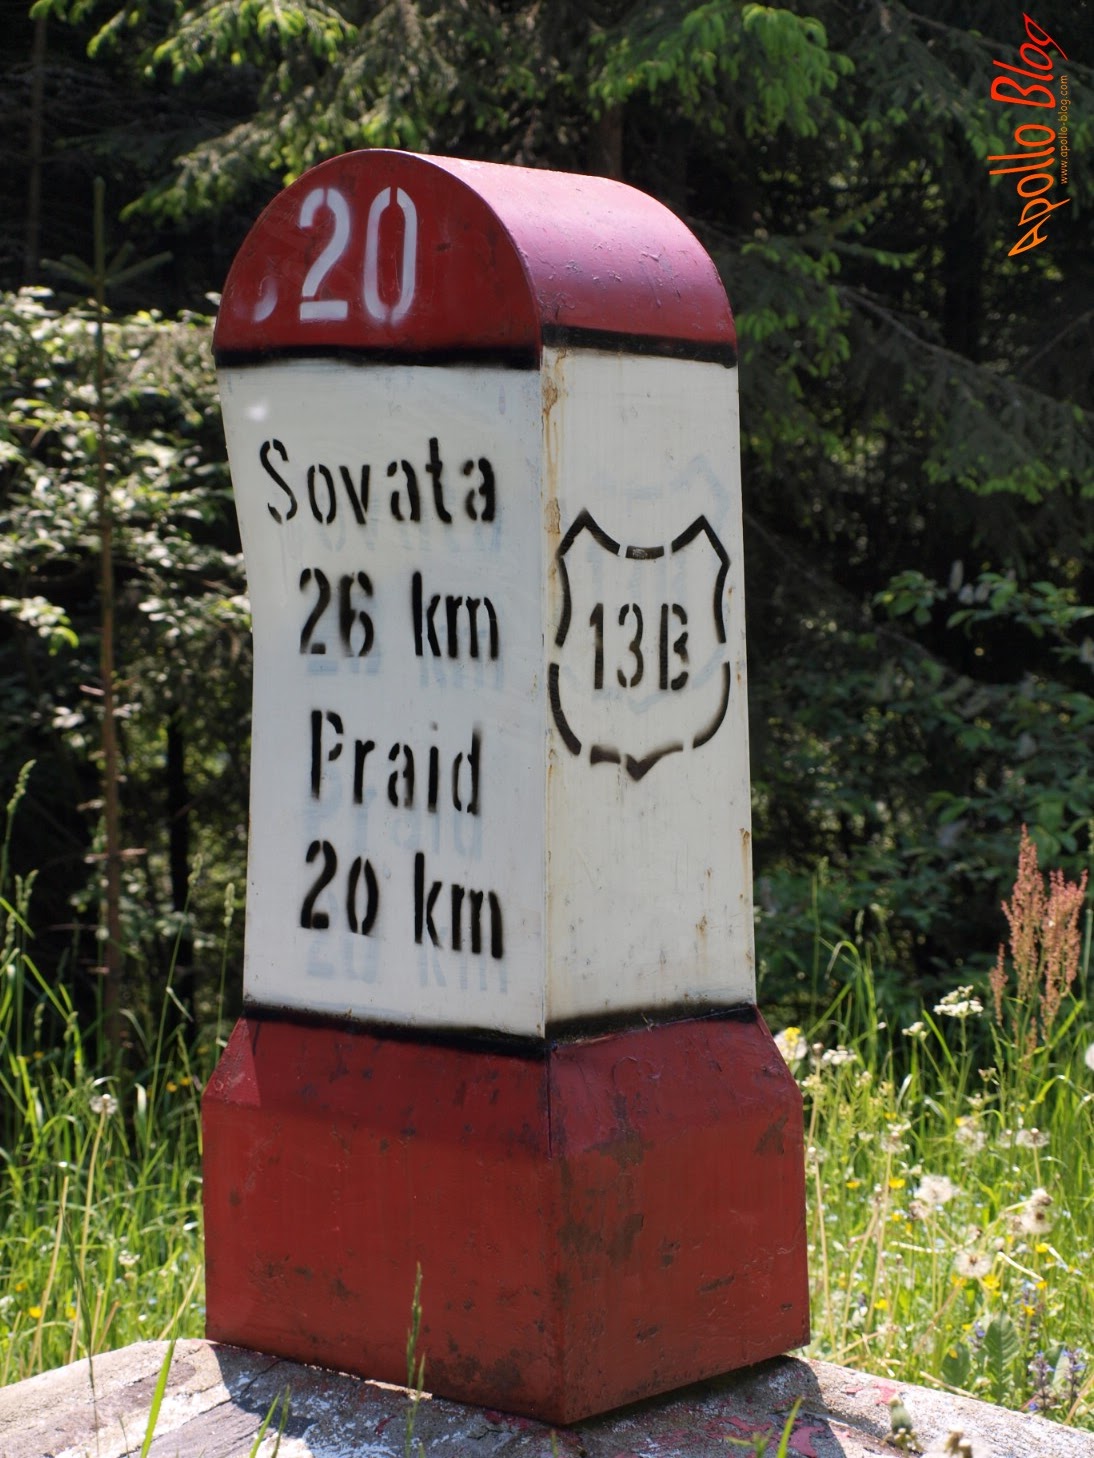 20
Sovata
26 km
Praid
20 km
13B
Apollo Blog
www.apollo-blog.com